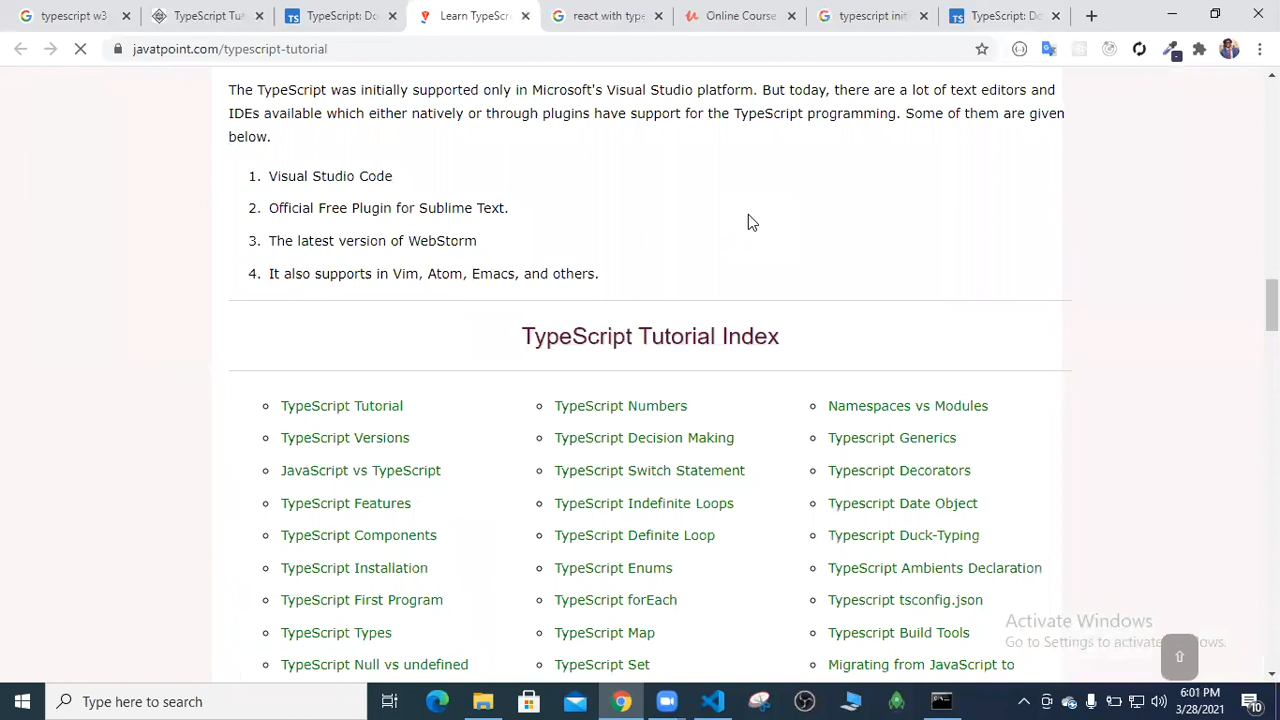 typescript w3
TypeScript Tu
TypeScript: Do
Learn TypeScr
react with type
Online Course
typescript init
TypeScript: Do
javatpoint.com/typescript-tutorial
The TypeScript was initially supported only in Microsoft's Visual Studio platform. But today, there are a lot of text editors and
IDEs available which either natively or through plugins have support for the TypeScript programming. Some of them are given
below.
1. Visual Studio Code
2. Official Free Plugin for Sublime Text.
3. The latest version of WebStorm
4. It also supports in Vim, Atom, Emacs, and others.
TypeScript Tutorial Index
TypeScript Tutorial
TypeScript Versions
JavaScript vs TypeScript
TypeScript Features
TypeScript Components
TypeScript Installation
TypeScript First Program
TypeScript Types
TypeScript Null vs undefined
TypeScript Numbers
TypeScript Decision Making
TypeScript Switch Statement
TypeScript Indefinite Loops
TypeScript Definite Loop
TypeScript Enums
TypeScript forEach
TypeScript Map
TypeScript Set
Namespaces vs Modules
Typescript Generics
Typescript Decorators
Typescript Date Object
Typescript Duck-Typing
TypeScript Ambients Declaration
Typescript tsconfig.json
Typescript Build Tools
Migrating from JavaScript to
Activate Windows
Go to Settings to activate Windows.
Type here to search
6:01 PM
3/28/2021
10